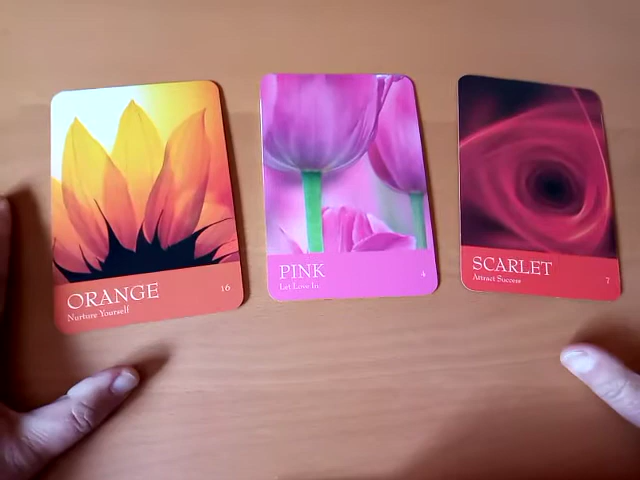 ORANGE
16
Nurture Yourself
PINK
4
Let Love In
SCARLET
7
Attract Success